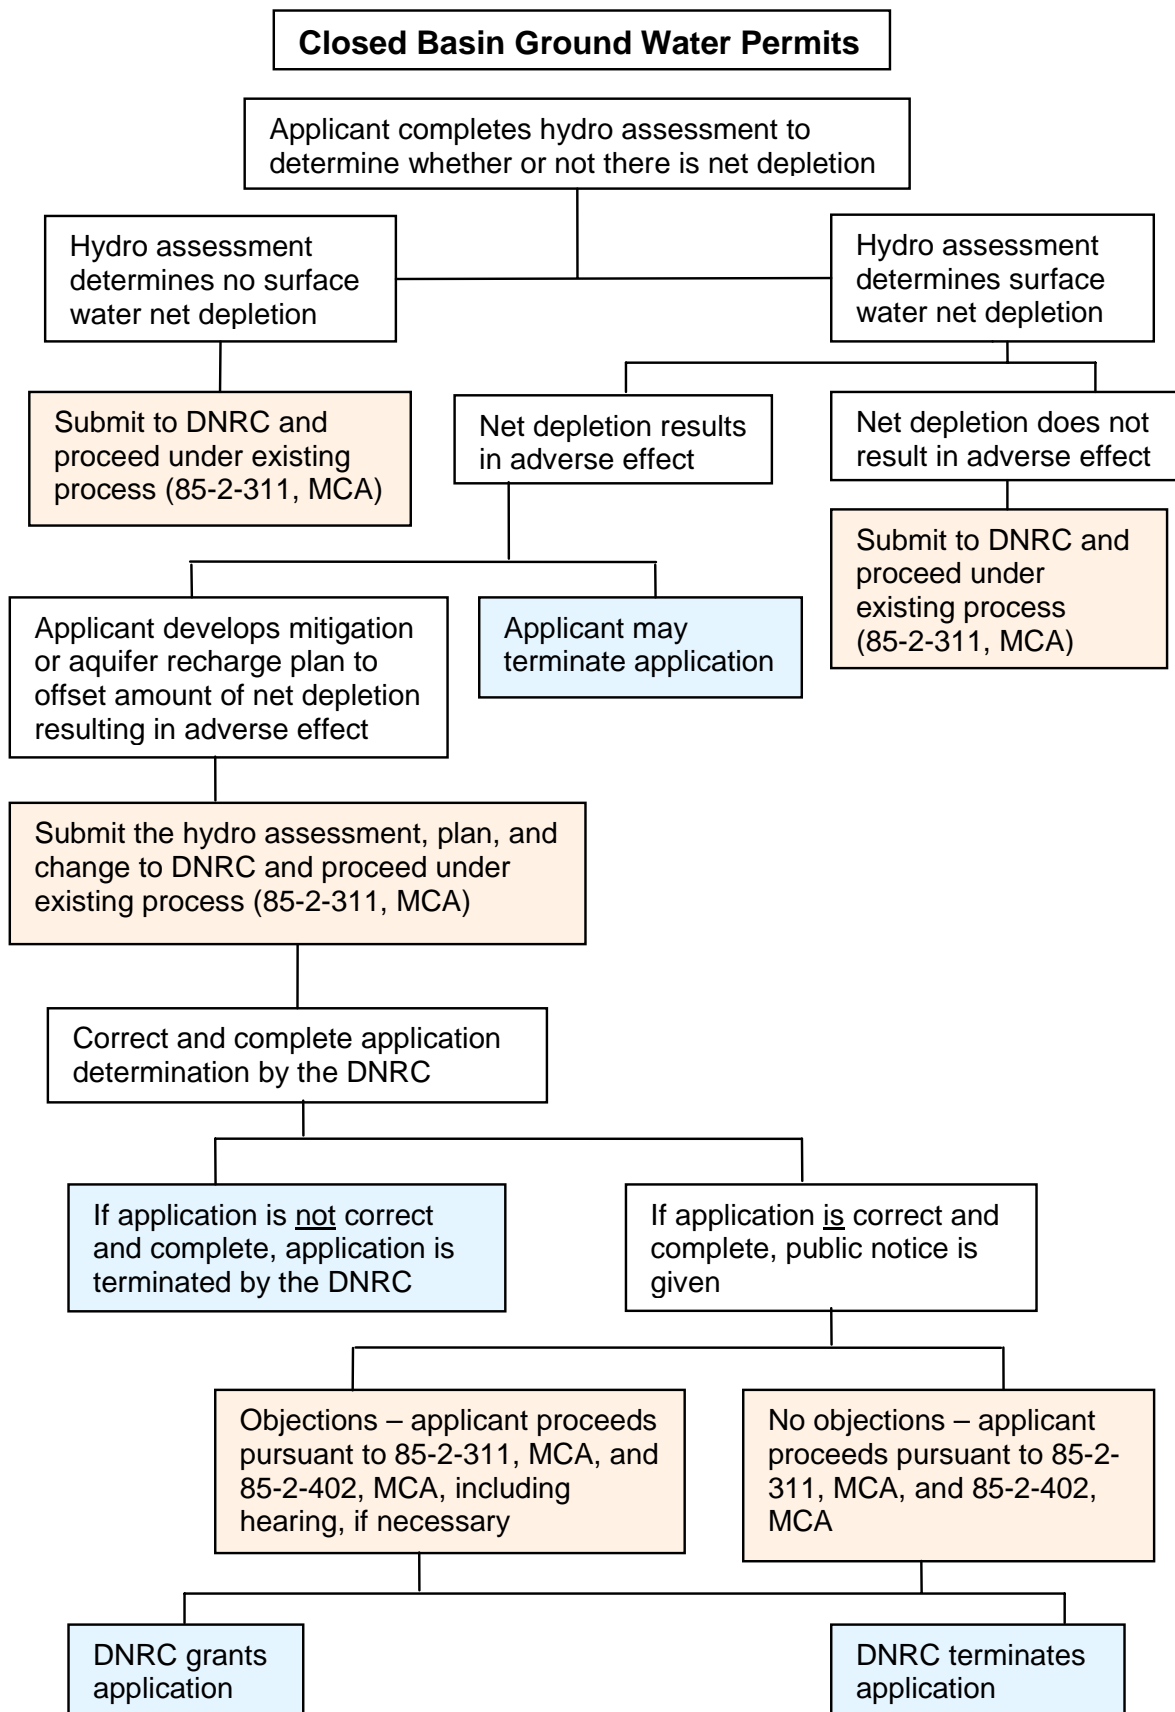 Closed Basin Ground Water Permits
Applicant completes hydro assessment to
determine whether or not there is net depletion
Hydro assessment
determines no surface
water net depletion
Hydro assessment
determines surface
water net depletion
Submit to DNRC and
proceed under existing
process (85-2-311, MCA)
Net depletion results
in adverse effect
Net depletion does not
result in adverse effect
Submit to DNRC and
proceed under
existing process
(85-2-311, MCA)
Applicant develops mitigation
or aquifer recharge plan to
offset amount of net depletion
resulting in adverse effect
Applicant may
terminate application
Submit the hydro assessment, plan, and
change to DNRC and proceed under
existing process (85-2-311, MCA)
Correct and complete application
determination by the DNRC
If application is not correct
and complete, application is
terminated by the DNRC
If application is correct and
complete, public notice is
given
Objections – applicant proceeds
pursuant to 85-2-311, MCA, and
85-2-402, MCA, including
hearing, if necessary
No objections – applicant
proceeds pursuant to 85-2-
311, MCA, and 85-2-402,
MCA
DNRC grants
application
DNRC terminates
application